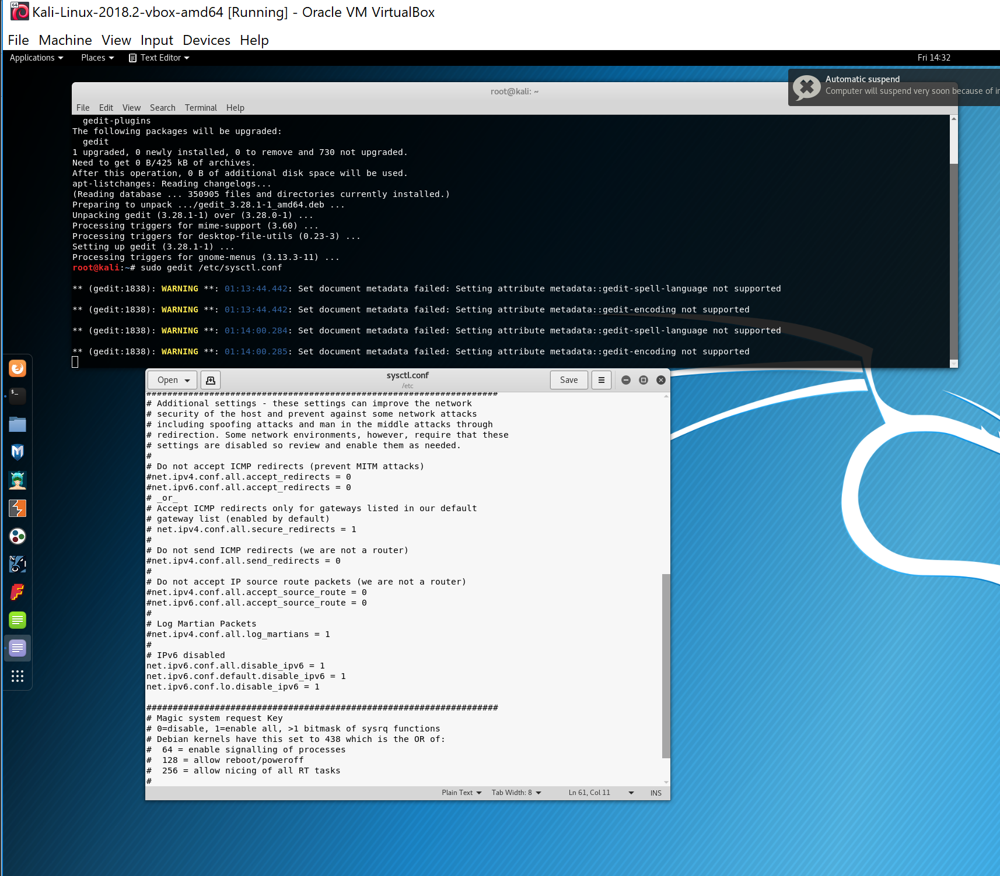 64
Kali-Linux-2018.2-vbox-amd64 [Running] - Oracle VM VirtualBox
File Machine View Input Devices Help
Applications Places Text Editor Fri 14:32
Automatic suspend
Computer will suspend very soon because of in
root@kali: ~
File Edit View Search Terminal Help
gedit-plugins
The following packages will be upgraded:
gedit
1 upgraded, 0 newly installed, 0 to remove and 730 not upgraded.
Need to get 0 B/425 kB of archives.
After this operation, 0 B of additional disk space will be used.
apt-listchanges: Reading changelogs...
(Reading database ... 350905 files and directories currently installed.)
Preparing to unpack .../gedit_3.28.1-1_amd64.deb ...
Unpacking gedit (3.28.1-1) over (3.28.0-1) ...
Processing triggers for mime-support (3.60) ...
Processing triggers for desktop-file-utils (0.23-3) ...
Setting up gedit (3.28.1-1) ...
Processing triggers for gnome-menus (3.13.3-11) ...
root@kali:~# sudo gedit /etc/sysctl.conf
** (gedit:1838): WARNING **: 01:13:44.442: Set document metadata failed: Setting attribute metadata::gedit-spell-language not supported
** (gedit:1838): WARNING **: 01:13:44.442: Set document metadata failed: Setting attribute metadata::gedit-encoding not supported
** (gedit:1838): WARNING **: 01:14:00.284: Set document metadata failed: Setting attribute metadata::gedit-spell-language not supported
** (gedit:1838): WARNING **: 01:14:00.285: Set document metadata failed: Setting attribute metadata::gedit-encoding not supported
Open sysctl.conf Save
/etc
###################################################################
# Additional settings - these settings can improve the network
# security of the host and prevent against some network attacks
# including spoofing attacks and man in the middle attacks through
# redirection. Some network environments, however, require that these
# settings are disabled so review and enable them as needed.
#
# Do not accept ICMP redirects (prevent MITM attacks)
#net.ipv4.conf.all.accept_redirects = 0
#net.ipv6.conf.all.accept_redirects = 0
# _or_
# Accept ICMP redirects only for gateways listed in our default
# gateway list (enabled by default)
# net.ipv4.conf.all.secure_redirects = 1
#
# Do not send ICMP redirects (we are not a router)
#net.ipv4.conf.all.send_redirects = 0
#
# Do not accept IP source route packets (we are not a router)
#net.ipv4.conf.all.accept_source_route = 0
#net.ipv6.conf.all.accept_source_route = 0
#
# Log Martian Packets
#net.ipv4.conf.all.log_martians = 1
#
# IPv6 disabled
net.ipv6.conf.all.disable_ipv6 = 1
net.ipv6.conf.default.disable_ipv6 = 1
net.ipv6.conf.lo.disable_ipv6 = 1
###################################################################
# Magic system request Key
# 0=disable, 1=enable all, >1 bitmask of sysrq functions
# Debian kernels have this set to 438 which is the OR of:
#  64 = enable signalling of processes
#  128 = allow reboot/poweroff
#  256 = allow nicing of all RT tasks
#
Plain Text Tab Width: 8 Ln 61, Col 11 INS